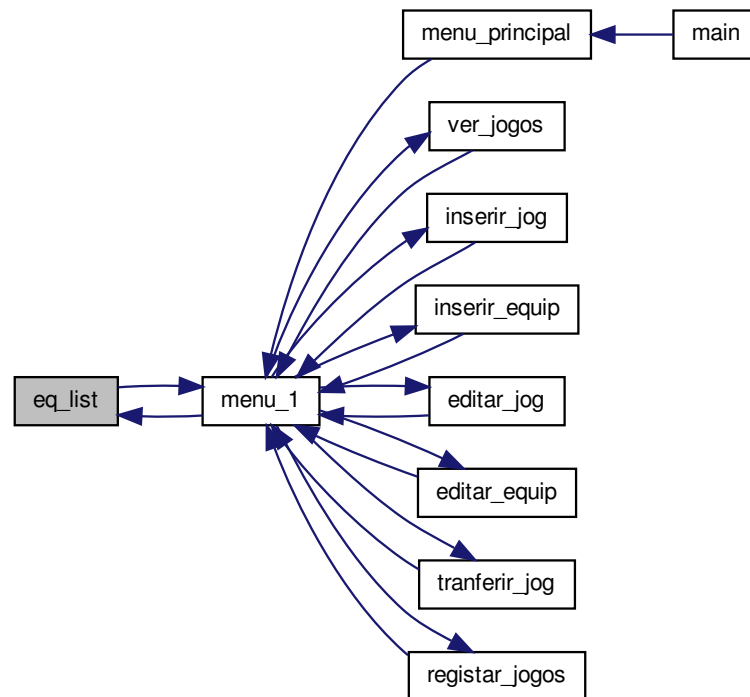 menu_principal
main
ver_jogos
inserir_jog
inserir_equip
eq_list
menu_1
editar_jog
editar_equip
tranferir_jog
registar_jogos